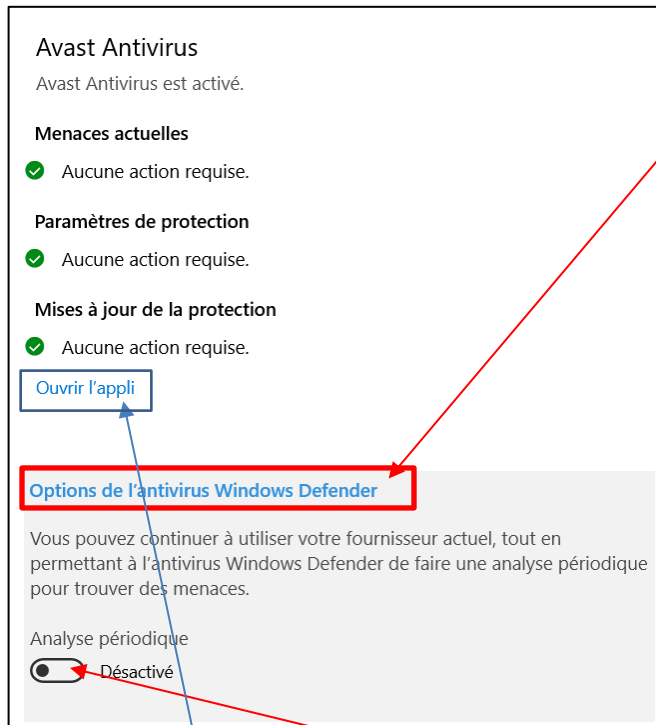 Avast Antivirus
Avast Antivirus est activé.
Menaces actuelles
Aucune action requise.
Paramètres de protection
Aucune action requise.
Mises à jour de la protection
Aucune action requise.
Ouvrir l'appli
Options de l'antivirus Windows Defender
Vous pouvez continuer à utiliser votre fournisseur actuel, tout en
permettant à l'antivirus Windows Defender de faire une analyse périodique
pour trouver des menaces.
Analyse périodique
Désactivé